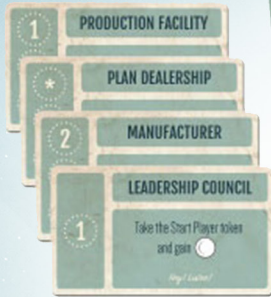 1 PRODUCTION FACILITY
* PLAN DEALERSHIP
2 MANUFACTURER
LEADERSHIP COUNCIL
1
Take the Start Player token
and gain